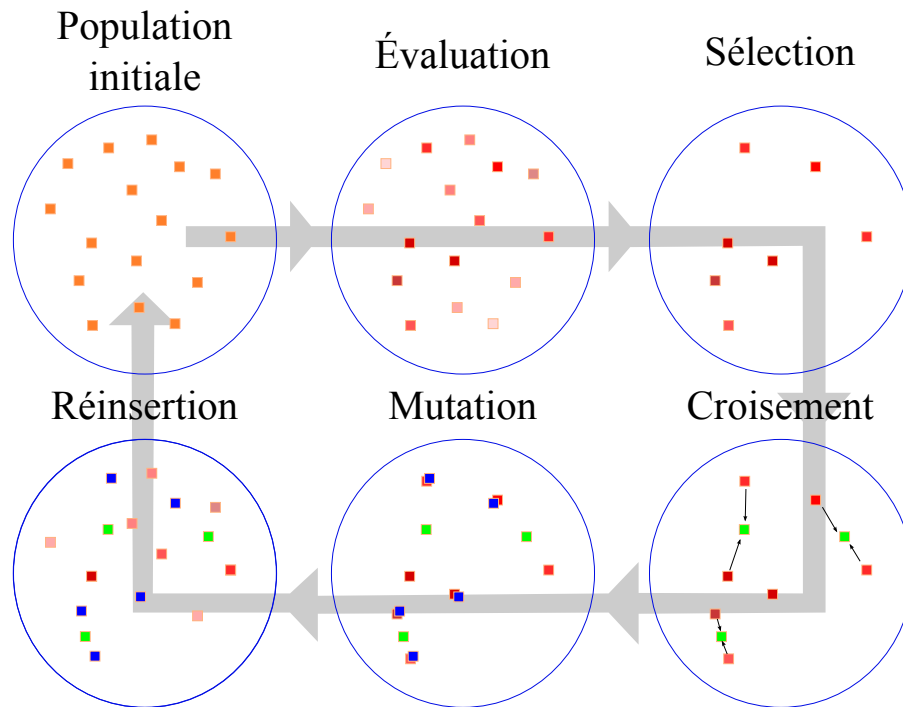 Population
initiale
Évaluation
Sélection
Réinsertion
Mutation
Croisement